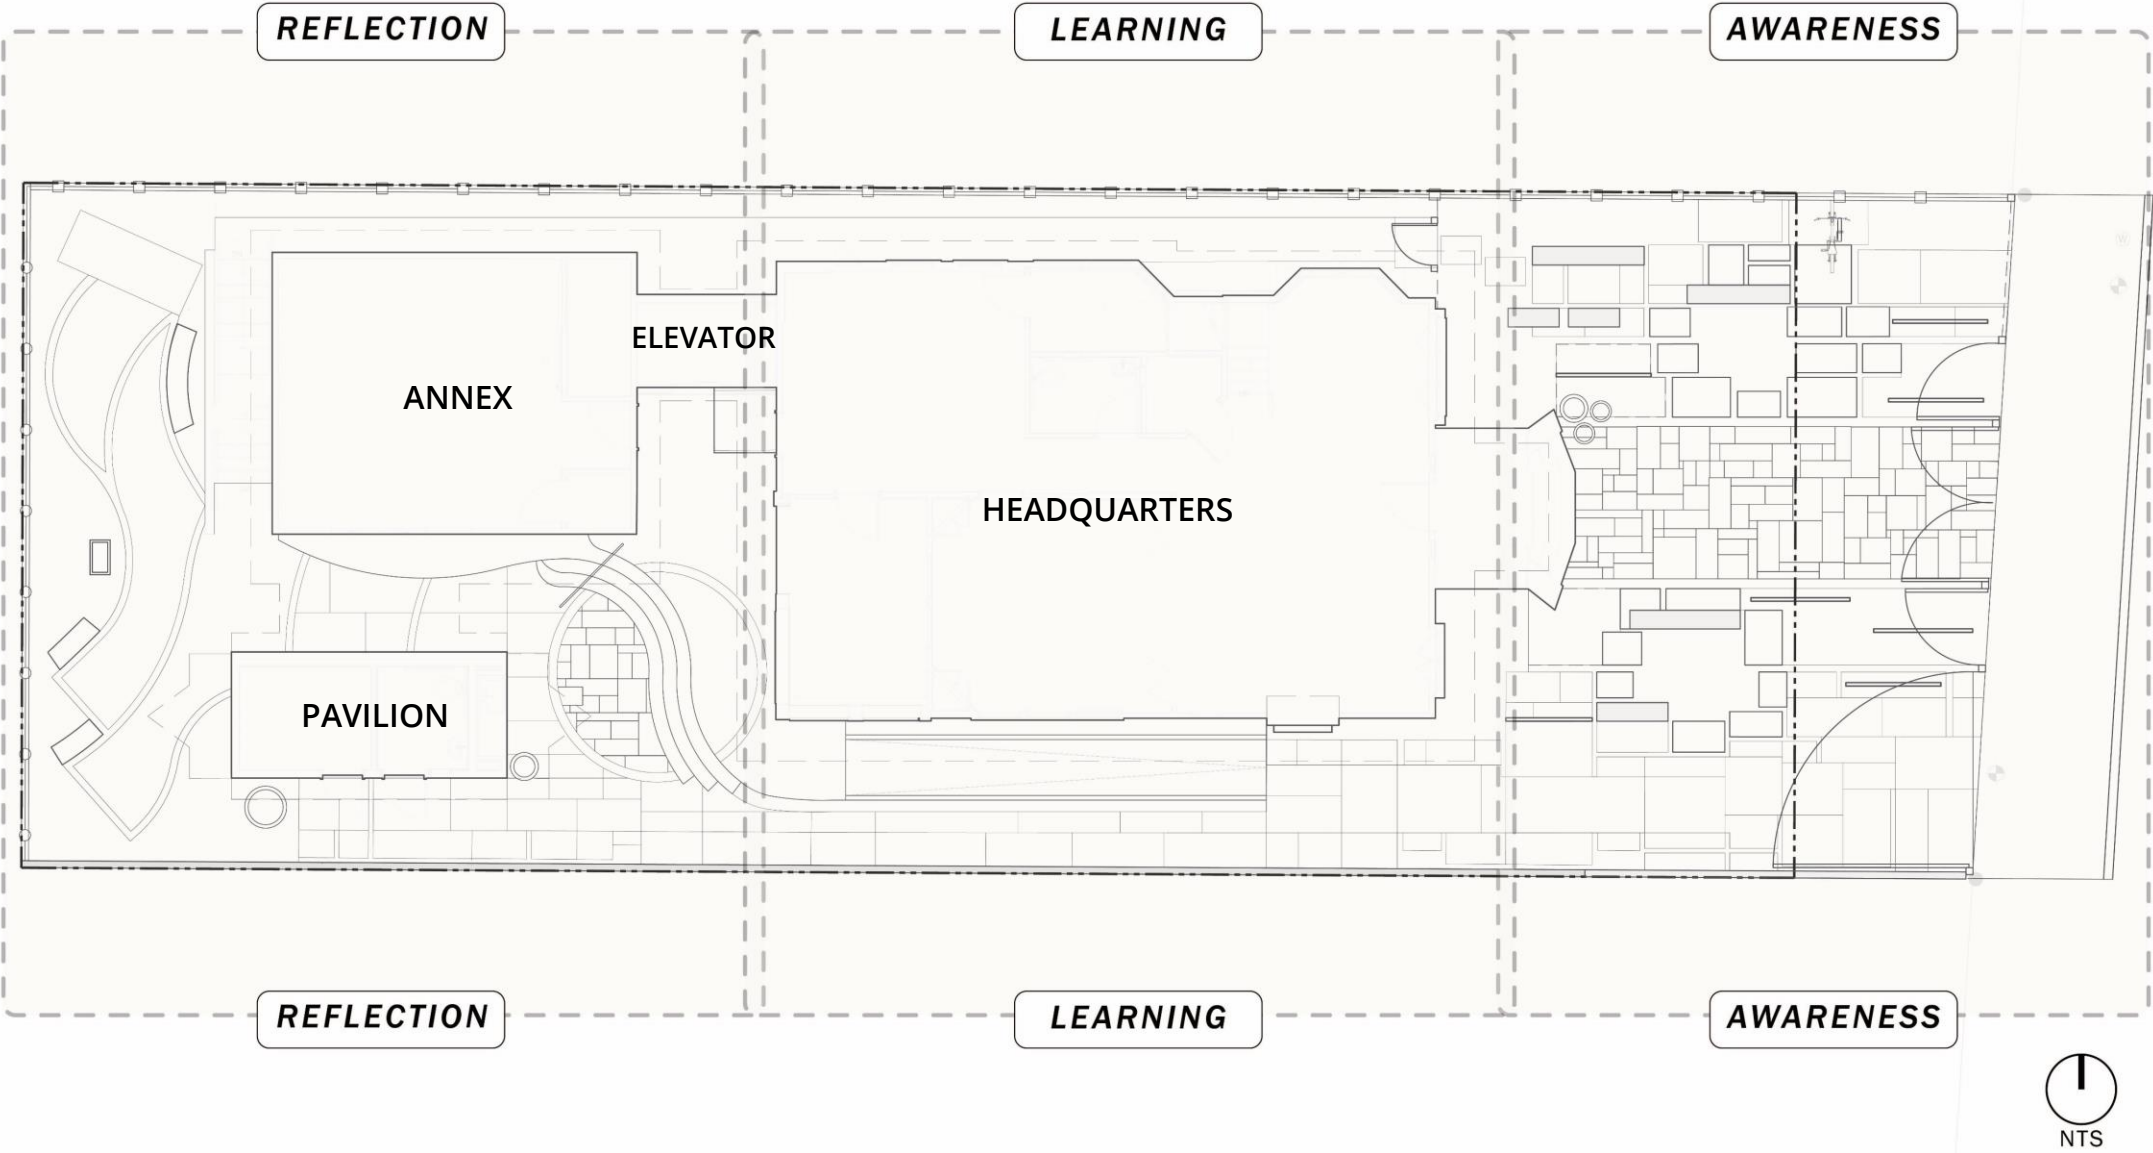 REFLECTION
LEARNING
AWARENESS
ELEVATOR
ANNEX
HEADQUARTERS
PAVILION
REFLECTION
LEARNING
AWARENESS
NTS